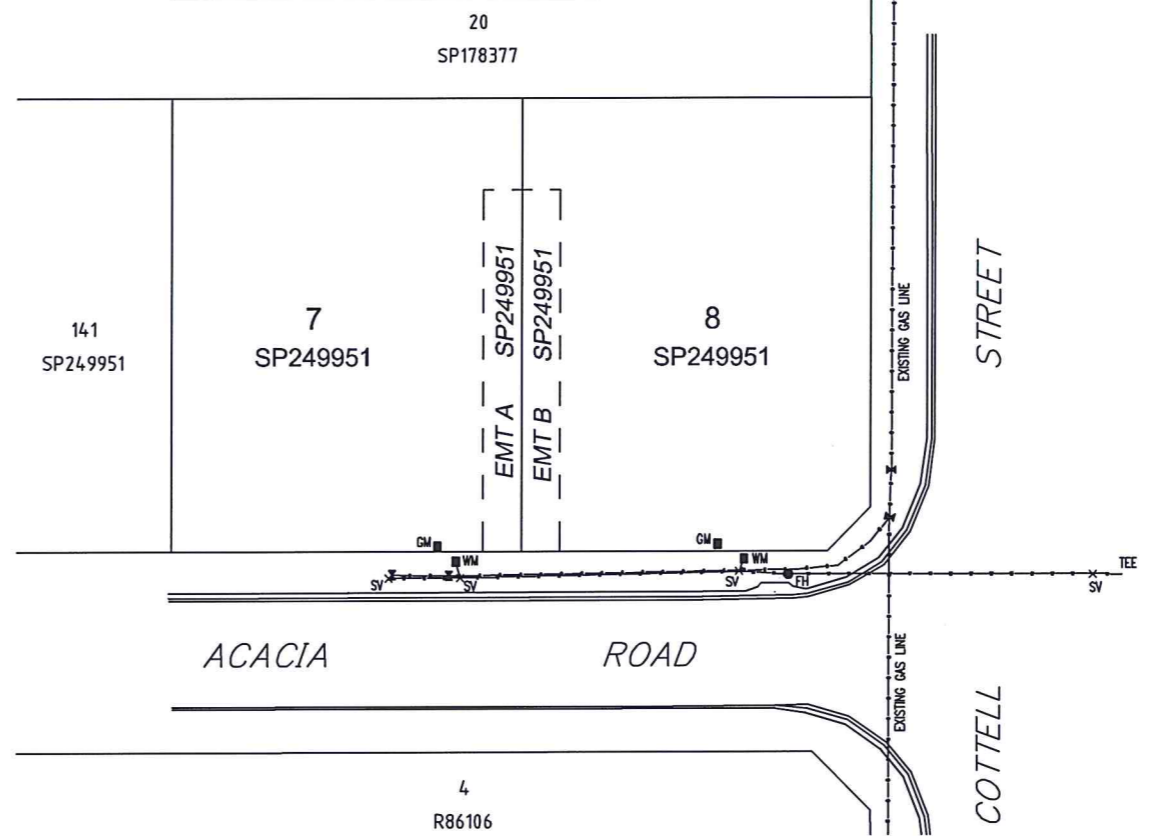 20
SP178377
141
SP249951
7
SP249951
EMT A SP249951
EMT B SP249951
8
SP249951
EXISTING GAS LINE
STREET
GM
WM
GM
WM
SV
SV
SV
FH
TEE
SV
ACACIA ROAD
EXISTING GAS LINE
COTTELL
4
R86106